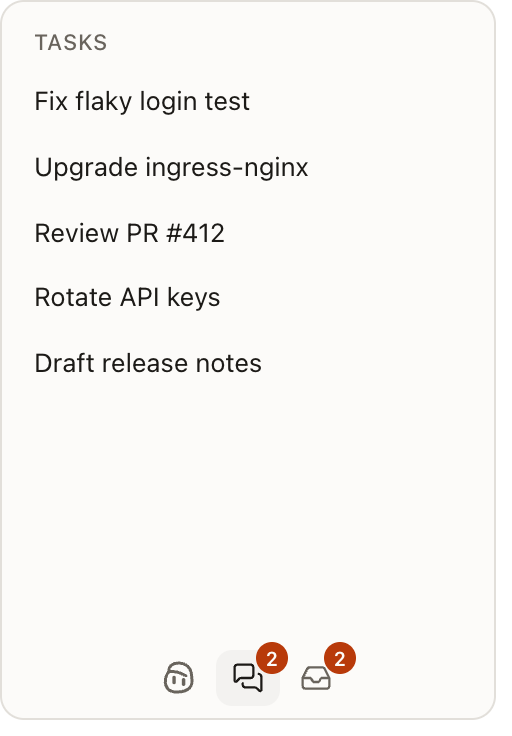 TASKS
Fix flaky login test
Upgrade ingress-nginx
Review PR #412
Rotate API keys
Draft release notes
2 2